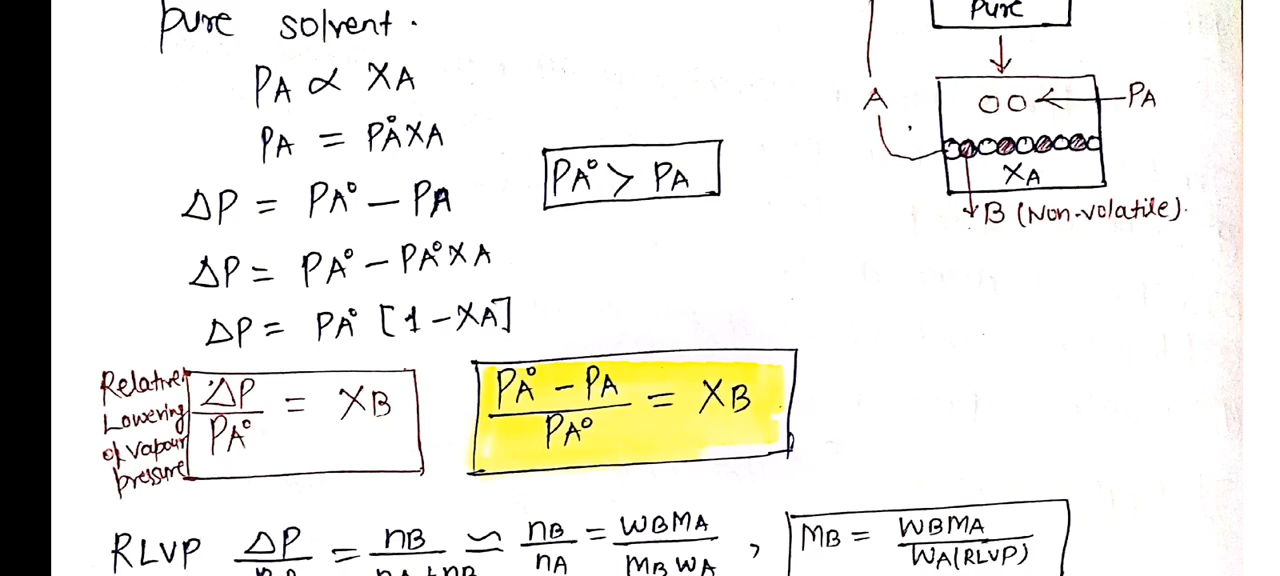 pure solvent.
PA ∝ XA
PA = PA°XA
PA° > PA
ΔP = PA° – PA
ΔP = PA° – PA°XA
ΔP = PA° [1–XA]
Pure
A
PA
XA
B (Non-volatile).
Relative
Lowering
of vapour
pressure
ΔP/PA° = XB
PA° – PA/PA° = XB
RLVP ΔP/PA° = nB/nA+nB ≃ nB/nA = WBMA/MBWA , MB = WBMA/WA(RLVP)